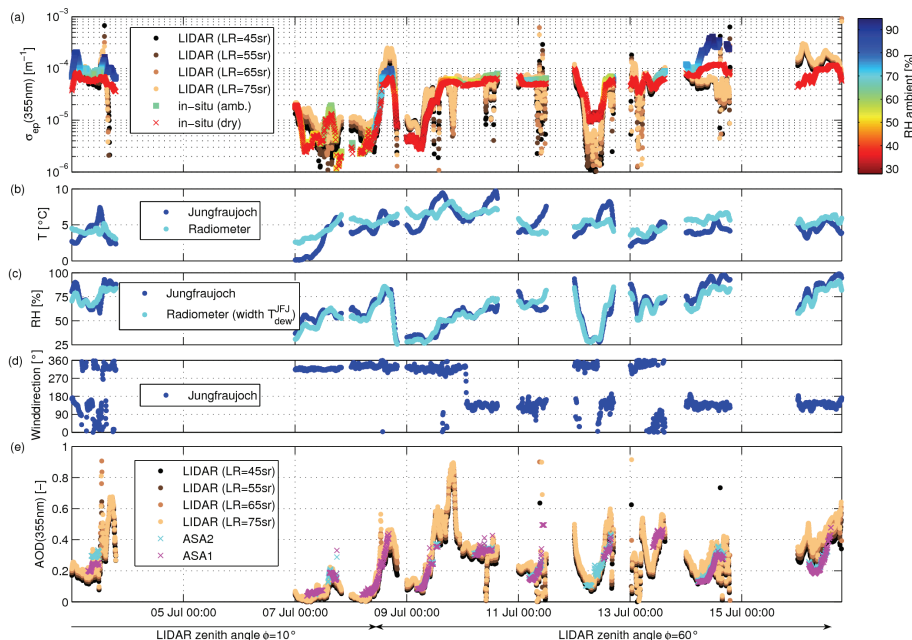 (a)
10⁻³
10⁻⁴
10⁻⁵
10⁻⁶
σep(355nm) [m⁻¹]
LIDAR (LR=45sr)
LIDAR (LR=55sr)
LIDAR (LR=65sr)
LIDAR (LR=75sr)
in-situ (amb.)
in-situ (dry)
90
80
70
60
50
40
30
RH ambient [%]
(b)
10
5
0
T [°C]
Jungfraujoch
Radiometer
(c)
100
75
50
25
RH [%]
Jungfraujoch
Radiometer (width T_dew^JFJ)
(d)
360
270
180
90
0
Winddirection [°]
Jungfraujoch
(e)
1
0.8
0.6
0.4
0.2
0
AOD(355nm) [-]
LIDAR (LR=45sr)
LIDAR (LR=55sr)
LIDAR (LR=65sr)
LIDAR (LR=75sr)
ASA2
ASA1
05 Jul 00:00 07 Jul 00:00 09 Jul 00:00 11 Jul 00:00 13 Jul 00:00 15 Jul 00:00
LIDAR zenith angle ϕ=10° LIDAR zenith angle ϕ=60°